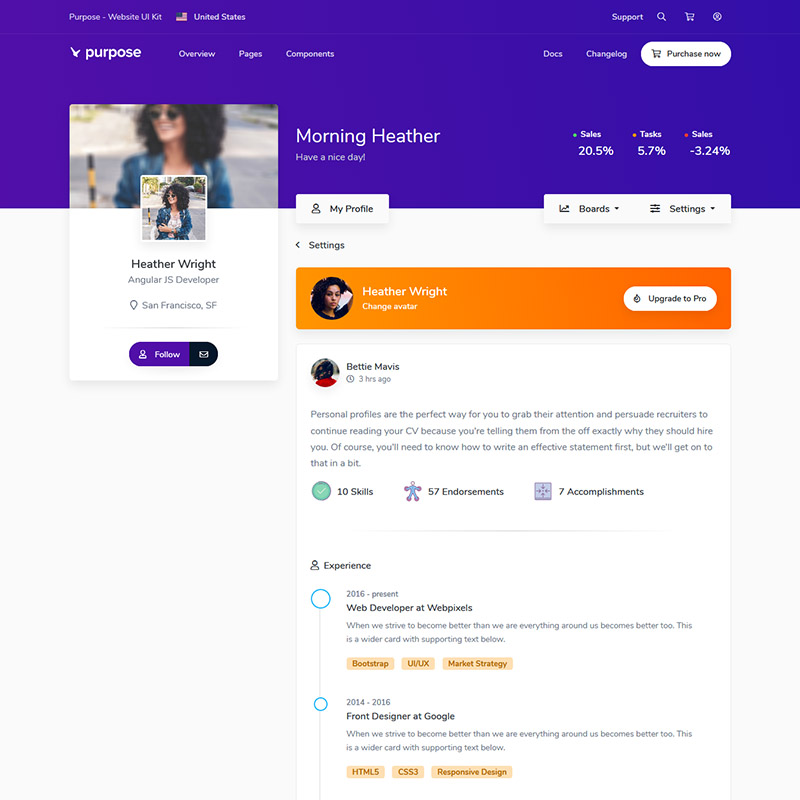 Purpose - Website UI Kit
United States
Support
purpose
Overview
Pages
Components
Docs
Changelog
Purchase now
Morning Heather
Have a nice day!
Sales
20.5%
Tasks
5.7%
Sales
-3.24%
My Profile
Boards
Settings
Heather Wright
Angular JS Developer
San Francisco, SF
Follow
Settings
Heather Wright
Change avatar
Upgrade to Pro
Bettie Mavis
3 hrs ago
Personal profiles are the perfect way for you to grab their attention and persuade recruiters to
continue reading your CV because you're telling them from the off exactly why they should hire
you. Of course, you'll need to know how to write an effective statement first, but we'll get on to
that in a bit.
10 Skills
57 Endorsements
7 Accomplishments
Experience
2016 - present
Web Developer at Webpixels
When we strive to become better than we are everything around us becomes better too. This
is a wider card with supporting text below.
Bootstrap
UI/UX
Market Strategy
2014 - 2016
Front Designer at Google
When we strive to become better than we are everything around us becomes better too. This
is a wider card with supporting text below.
HTML5
CSS3
Responsive Design